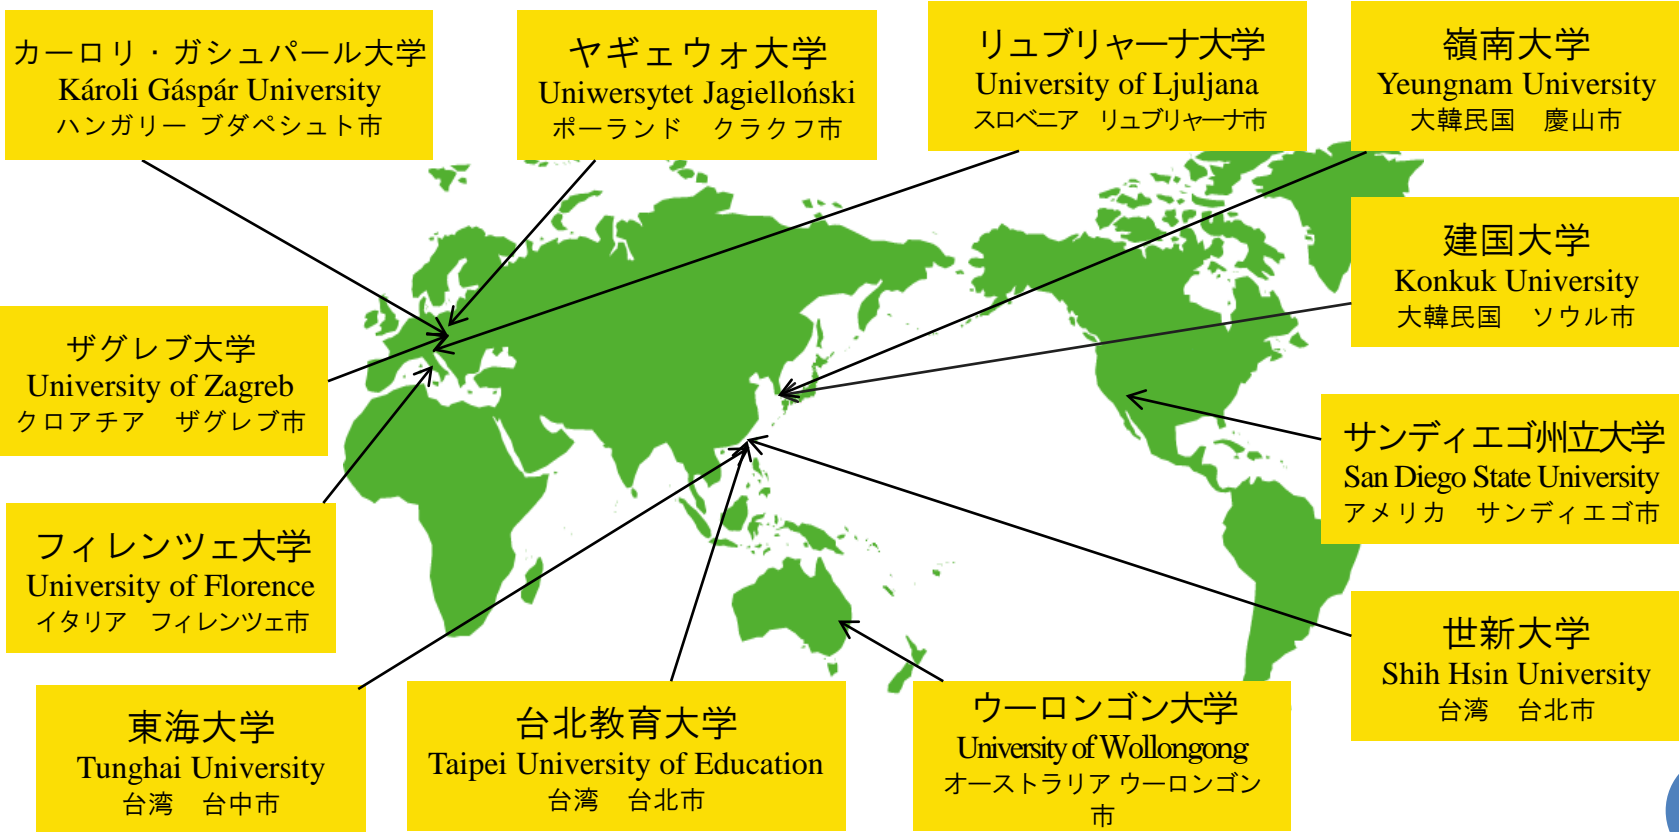 カーロリ・ガシュパール大学
Károli Gáspár University
ハンガリー ブダペシュト市
ヤギェウォ大学
Uniwersytet Jagielloński
ポーランド　クラクフ市
リュブリャーナ大学
University of Ljuljana
スロベニア　リュブリャーナ市
嶺南大学
Yeungnam University
大韓民国　慶山市
建国大学
Konkuk University
大韓民国　ソウル市
ザグレブ大学
University of Zagreb
クロアチア　ザグレブ市
サンディエゴ州立大学
San Diego State University
アメリカ　サンディエゴ市
フィレンツェ大学
University of Florence
イタリア　フィレンツェ市
世新大学
Shih Hsin University
台湾　台北市
東海大学
Tunghai University
台湾　台中市
台北教育大学
Taipei University of Education
台湾　台北市
ウーロンゴン大学
University of Wollongong
オーストラリア ウーロンゴン
市